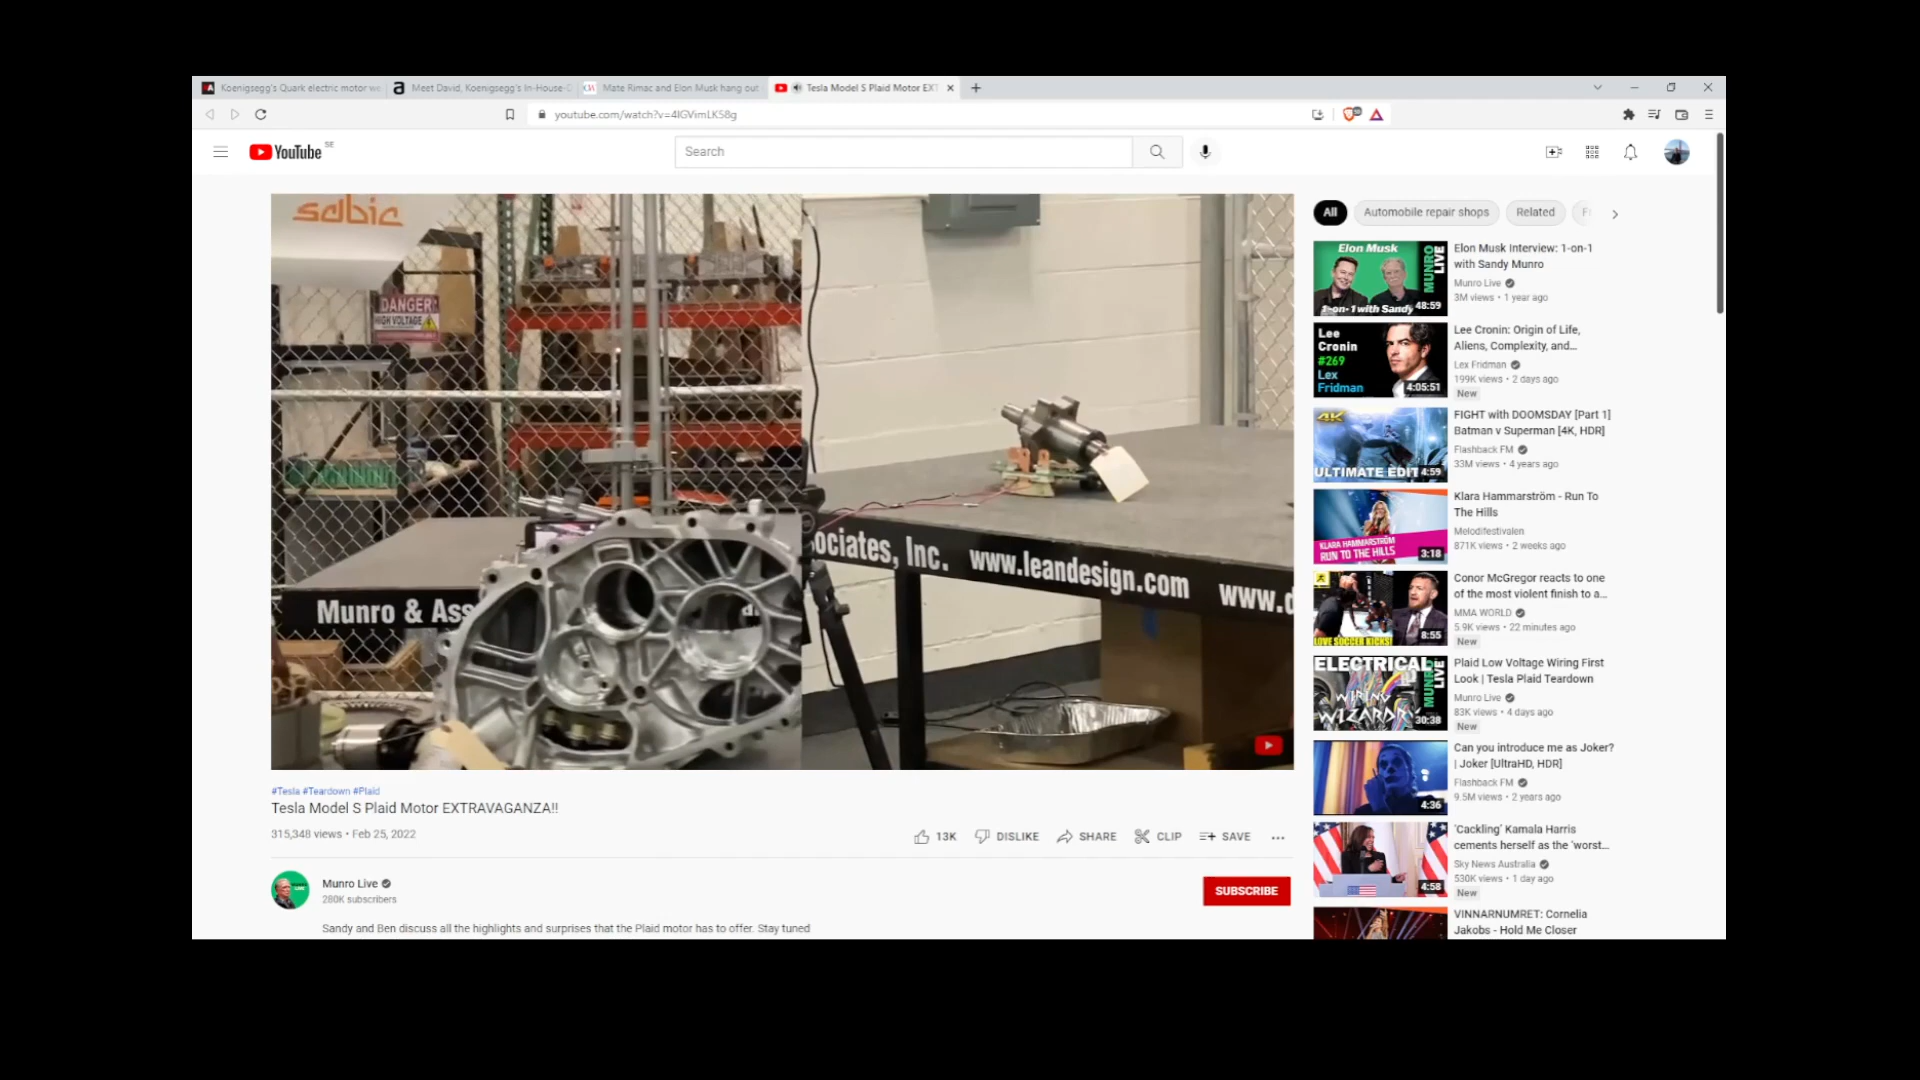 Koenigsegg's Quark electric motor we
Meet David, Koenigsegg's In-House-
Mate Rimac and Elon Musk hang out
Tesla Model S Plaid Motor EXT
youtube.com/watch?v=4IGVimLK58g
YouTube SE
Search
sabic
DANGER
HIGH VOLTAGE
Munro & Ass
ociates, Inc. www.leandesign.com www.d
#Tesla #Teardown #Plaid
Tesla Model S Plaid Motor EXTRAVAGANZA!!
315,348 views • Feb 25, 2022
13K DISLIKE SHARE CLIP SAVE
Munro Live
280K subscribers
SUBSCRIBE
Sandy and Ben discuss all the highlights and surprises that the Plaid motor has to offer. Stay tuned
All Automobile repair shops Related
Elon Musk
MUNRO LIVE
1-on-1 with Sandy
48:59
Elon Musk Interview: 1-on-1
with Sandy Munro
Munro Live
3M views • 1 year ago
Lee
Cronin
#269
Lex
Fridman
4:05:51
Lee Cronin: Origin of Life,
Aliens, Complexity, and...
Lex Fridman
199K views • 2 days ago
New
4K
ULTIMATE EDIT
4:59
FIGHT with DOOMSDAY [Part 1]
Batman v Superman [4K, HDR]
Flashback FM
33M views • 4 years ago
KLARA HAMMARSTRÖM
RUN TO THE HILLS
3:18
Klara Hammarström - Run To
The Hills
Melodifestivalen
871K views • 2 weeks ago
LOVE SOCCER KICKS!
8:55
Conor McGregor reacts to one
of the most violent finish to a...
MMA WORLD
5.9K views • 22 minutes ago
New
ELECTRICAL
WIRING
WIZARDRY
MUNRO LIVE
30:38
Plaid Low Voltage Wiring First
Look | Tesla Plaid Teardown
Munro Live
83K views • 4 days ago
New
4:36
Can you introduce me as Joker?
| Joker [UltraHD, HDR]
Flashback FM
9.5M views • 2 years ago
4:58
'Cackling' Kamala Harris
cements herself as the 'worst...
Sky News Australia
530K views • 1 day ago
New
VINNARNUMRET: Cornelia
Jakobs - Hold Me Closer